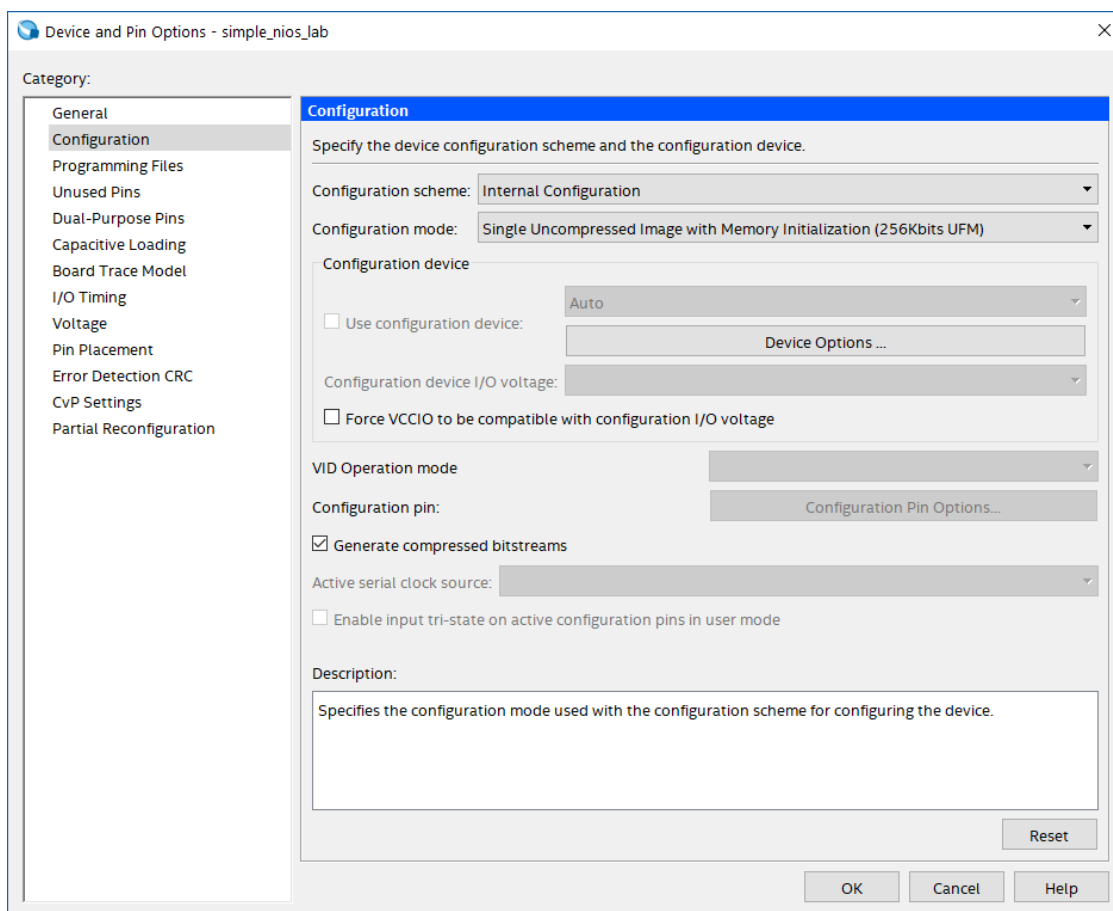 Device and Pin Options - simple_nios_lab
Category:
General
Configuration
Programming Files
Unused Pins
Dual-Purpose Pins
Capacitive Loading
Board Trace Model
I/O Timing
Voltage
Pin Placement
Error Detection CRC
CvP Settings
Partial Reconfiguration
Configuration
Specify the device configuration scheme and the configuration device.
Configuration scheme: Internal Configuration
Configuration mode: Single Uncompressed Image with Memory Initialization (256Kbits UFM)
Configuration device
Use configuration device: Auto
Device Options ...
Configuration device I/O voltage:
Force VCCIO to be compatible with configuration I/O voltage
VID Operation mode
Configuration pin: Configuration Pin Options...
Generate compressed bitstreams
Active serial clock source:
Enable input tri-state on active configuration pins in user mode
Description:
Specifies the configuration mode used with the configuration scheme for configuring the device.
Reset
OK Cancel Help